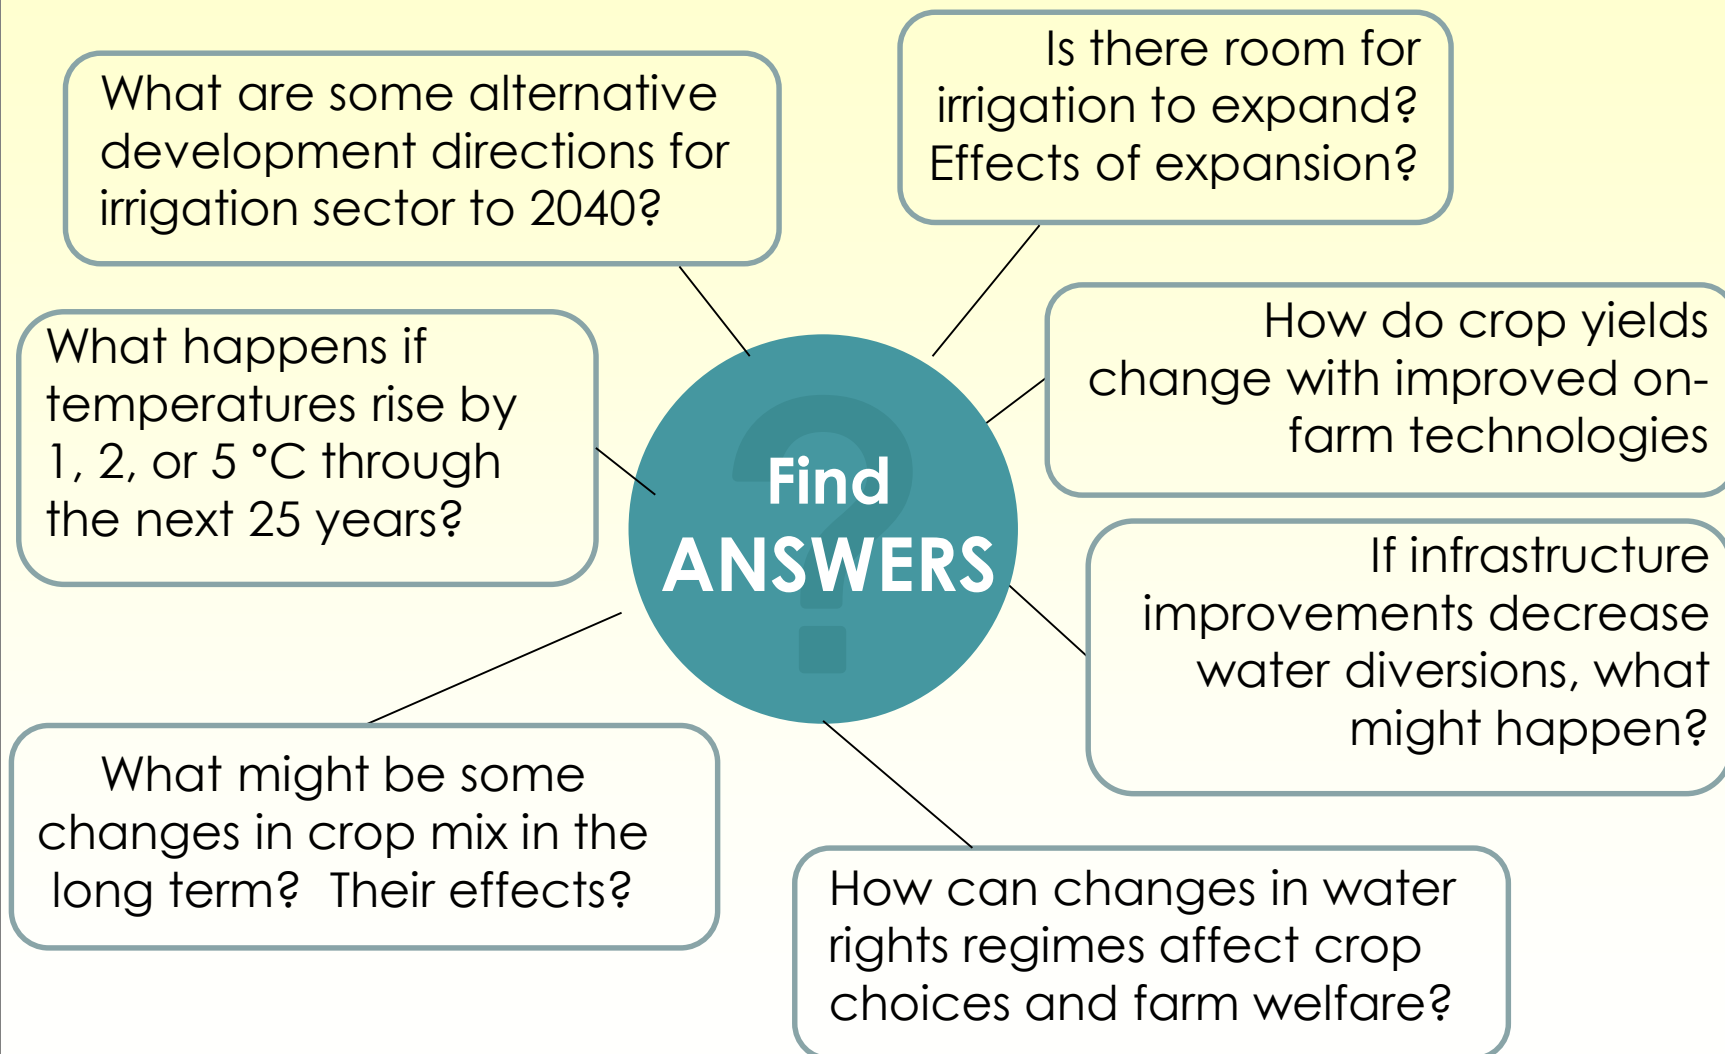 What are some alternative
development directions for
irrigation sector to 2040?
Is there room for
irrigation to expand?
Effects of expansion?
What happens if
temperatures rise by
1, 2, or 5 °C through
the next 25 years?
How do crop yields
change with improved on-
farm technologies
?
Find
ANSWERS
If infrastructure
improvements decrease
water diversions, what
might happen?
What might be some
changes in crop mix in the
long term?  Their effects?
How can changes in water
rights regimes affect crop
choices and farm welfare?